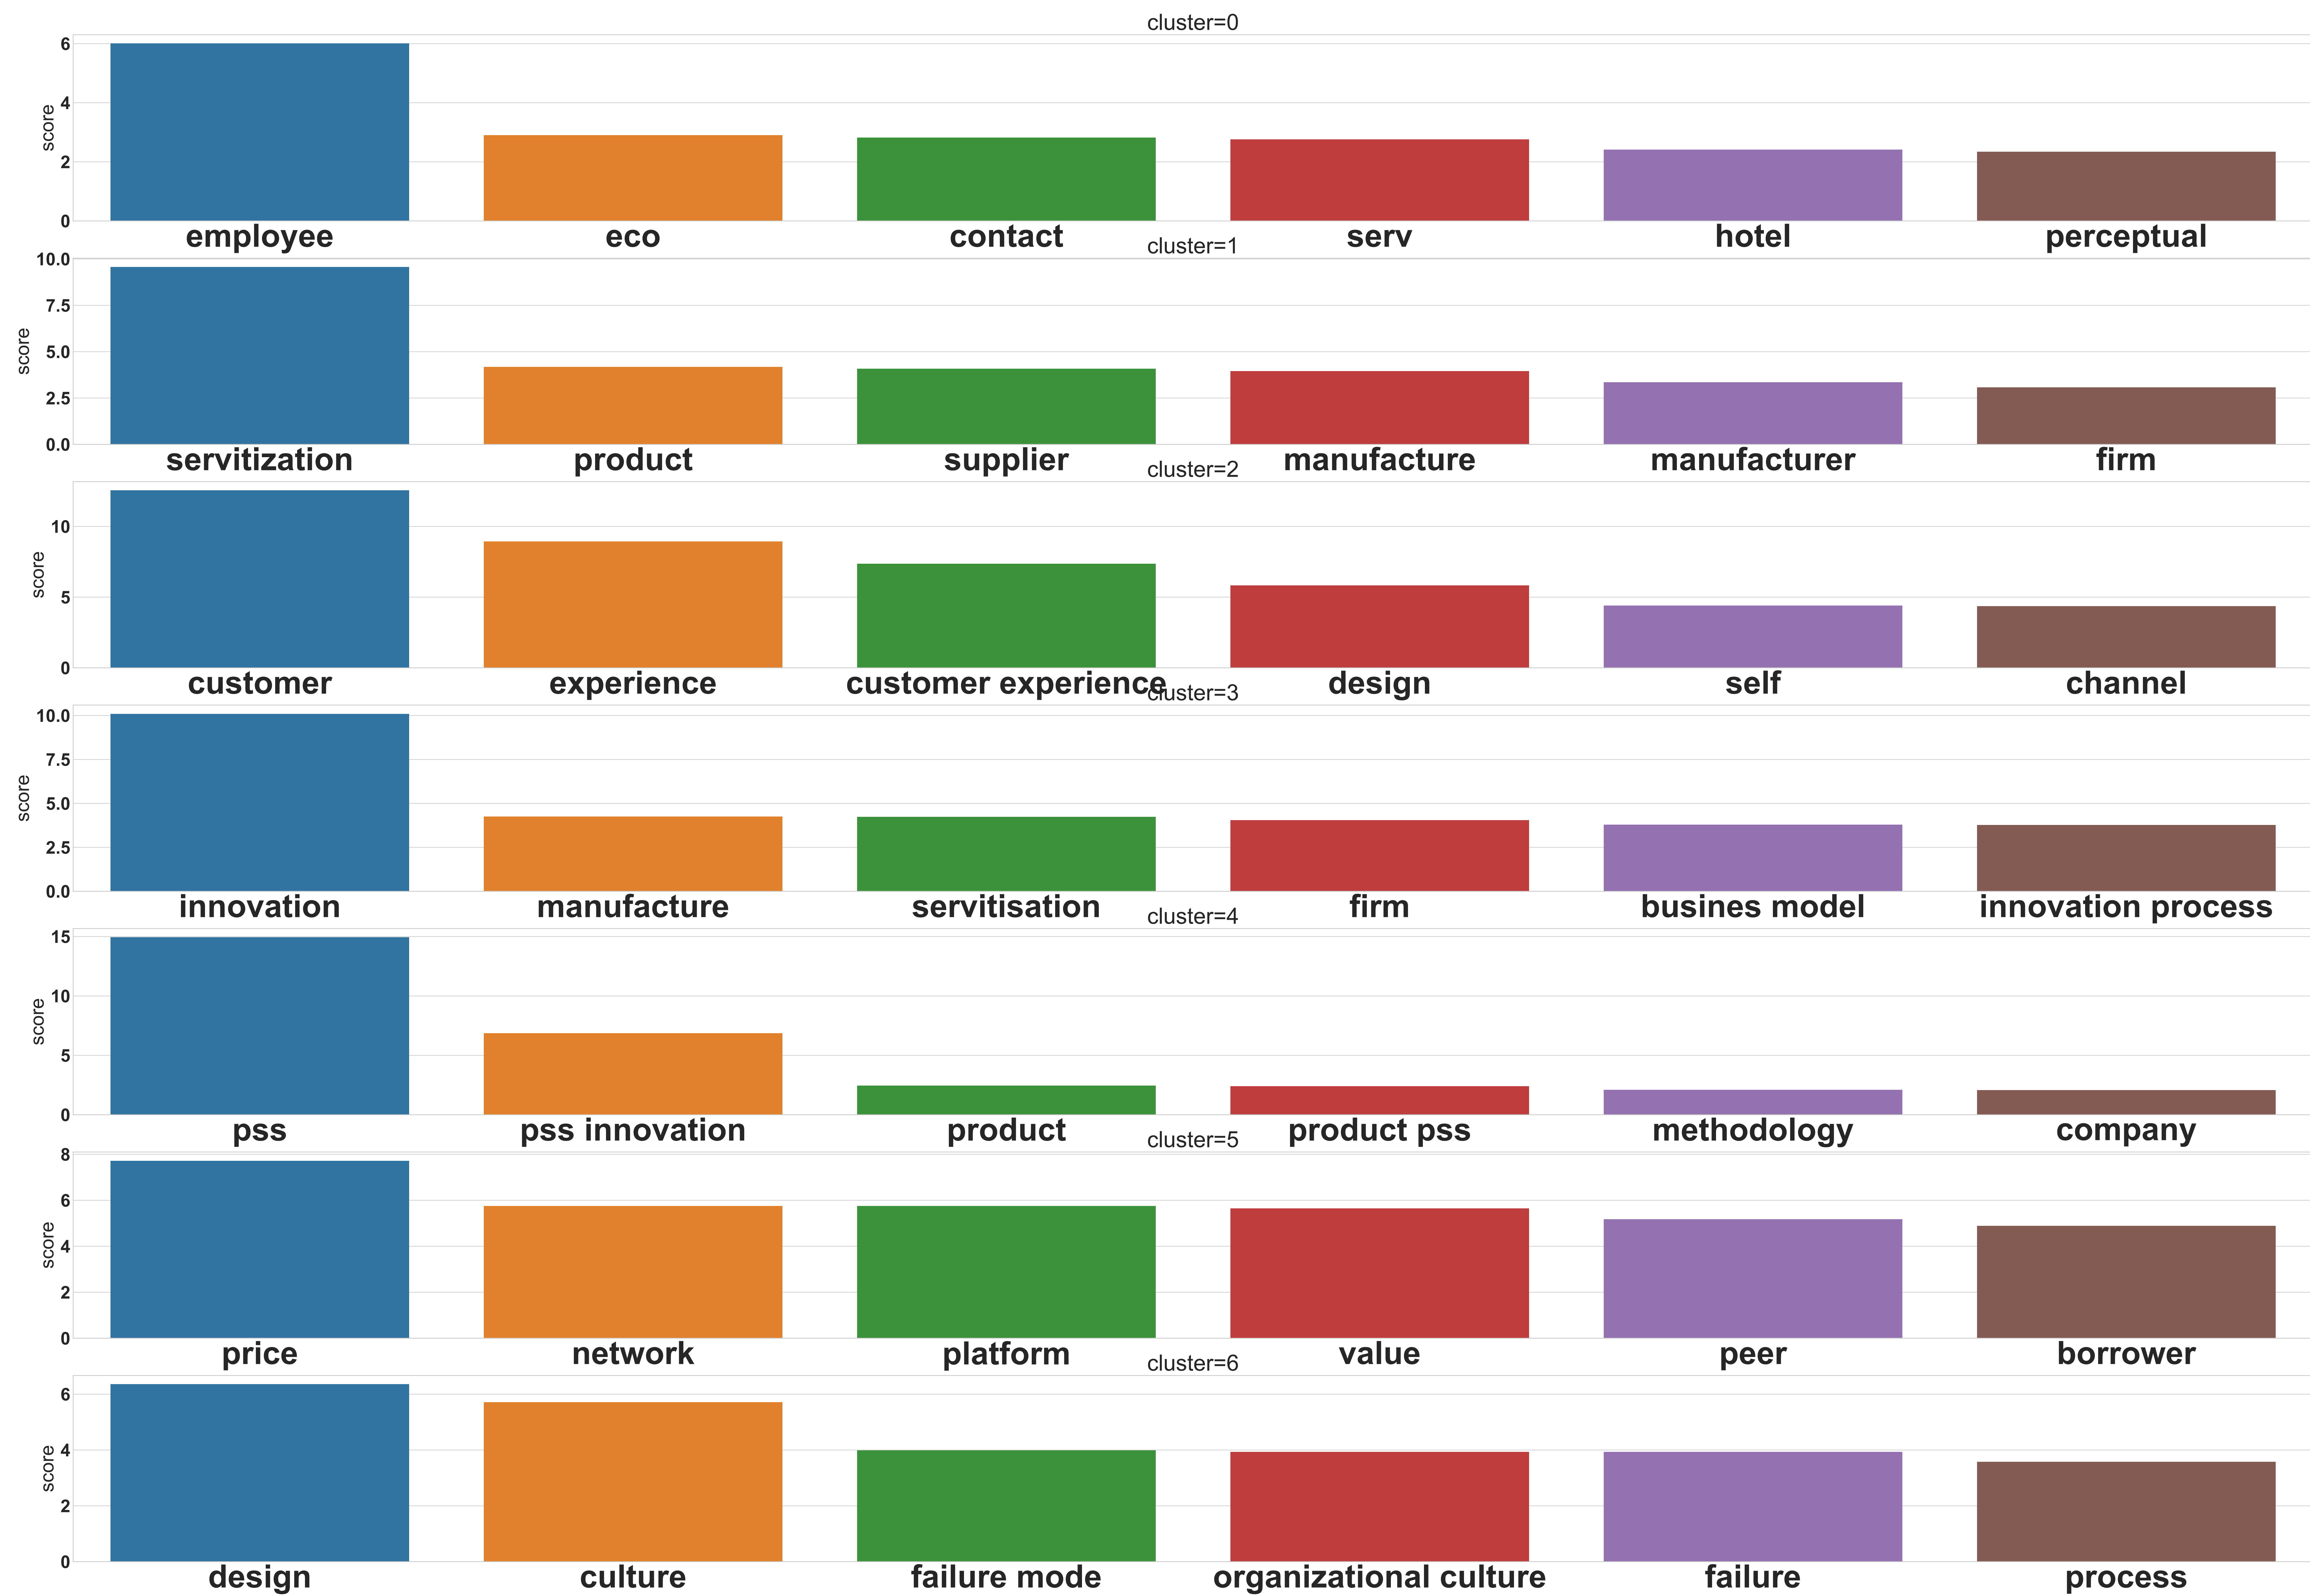 cluster=0
6
4
2
0
score
employee eco contact serv hotel perceptual
cluster=1
10.0
7.5
5.0
2.5
0.0
score
servitization product supplier manufacture manufacturer firm
cluster=2
10
5
0
score
customer experience customer experience design self channel
cluster=3
10.0
7.5
5.0
2.5
0.0
score
innovation manufacture servitisation firm busines model innovation process
cluster=4
15
10
5
0
score
pss pss innovation product product pss methodology company
cluster=5
8
6
4
2
0
score
price network platform value peer borrower
cluster=6
6
4
2
0
score
design culture failure mode organizational culture failure process